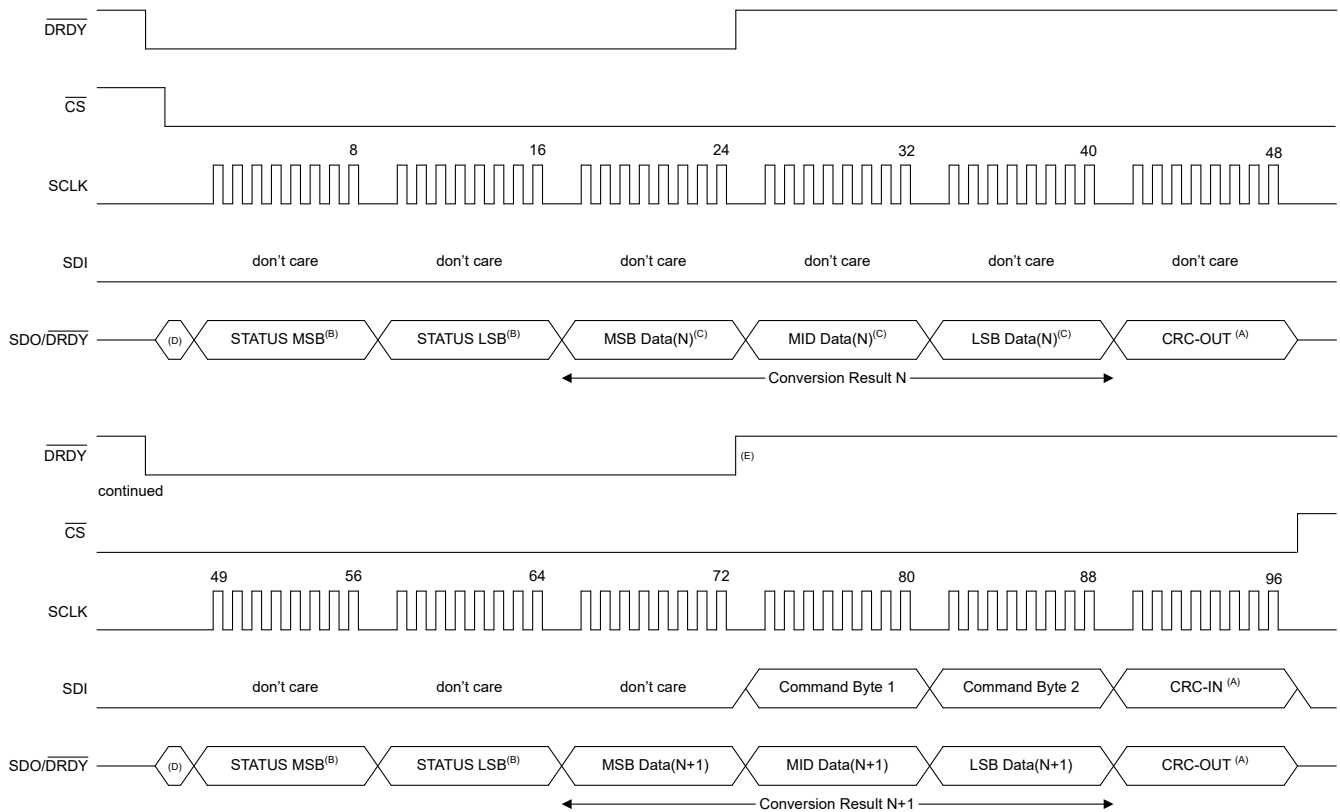 DRDY
CS
8 16 24 32 40 48
SCLK
SDI don't care don't care don't care don't care don't care don't care
SDO/DRDY (D) STATUS MSB(B) STATUS LSB(B) MSB Data(N)(C) MID Data(N)(C) LSB Data(N)(C) CRC-OUT (A)
Conversion Result N
DRDY (E)
continued
CS
49 56 64 72 80 88 96
SCLK
SDI don't care don't care don't care Command Byte 1 Command Byte 2 CRC-IN (A)
SDO/DRDY (D) STATUS MSB(B) STATUS LSB(B) MSB Data(N+1) MID Data(N+1) LSB Data(N+1) CRC-OUT (A)
Conversion Result N+1